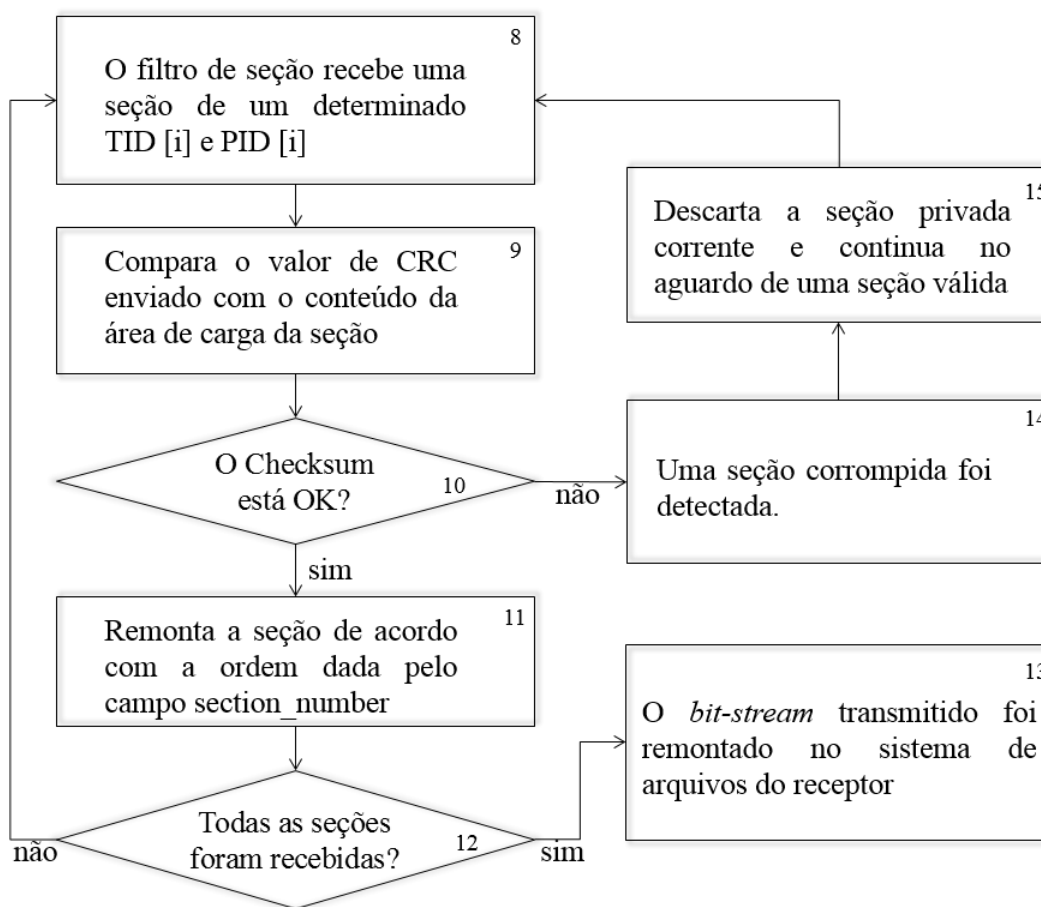 8
O filtro de seção recebe uma
seção de um determinado
TID [i] e PID [i]
9
Compara o valor de CRC
enviado com o conteúdo da
área de carga da seção
O Checksum
está OK?
10
não
sim
11
Remonta a seção de acordo
com a ordem dada pelo
campo section_number
Todas as seções
foram recebidas?
12
não
sim
13
O bit-stream transmitido foi
remontado no sistema de
arquivos do receptor
14
Uma seção corrompida foi
detectada.
15
Descarta a seção privada
corrente e continua no
aguardo de uma seção válida